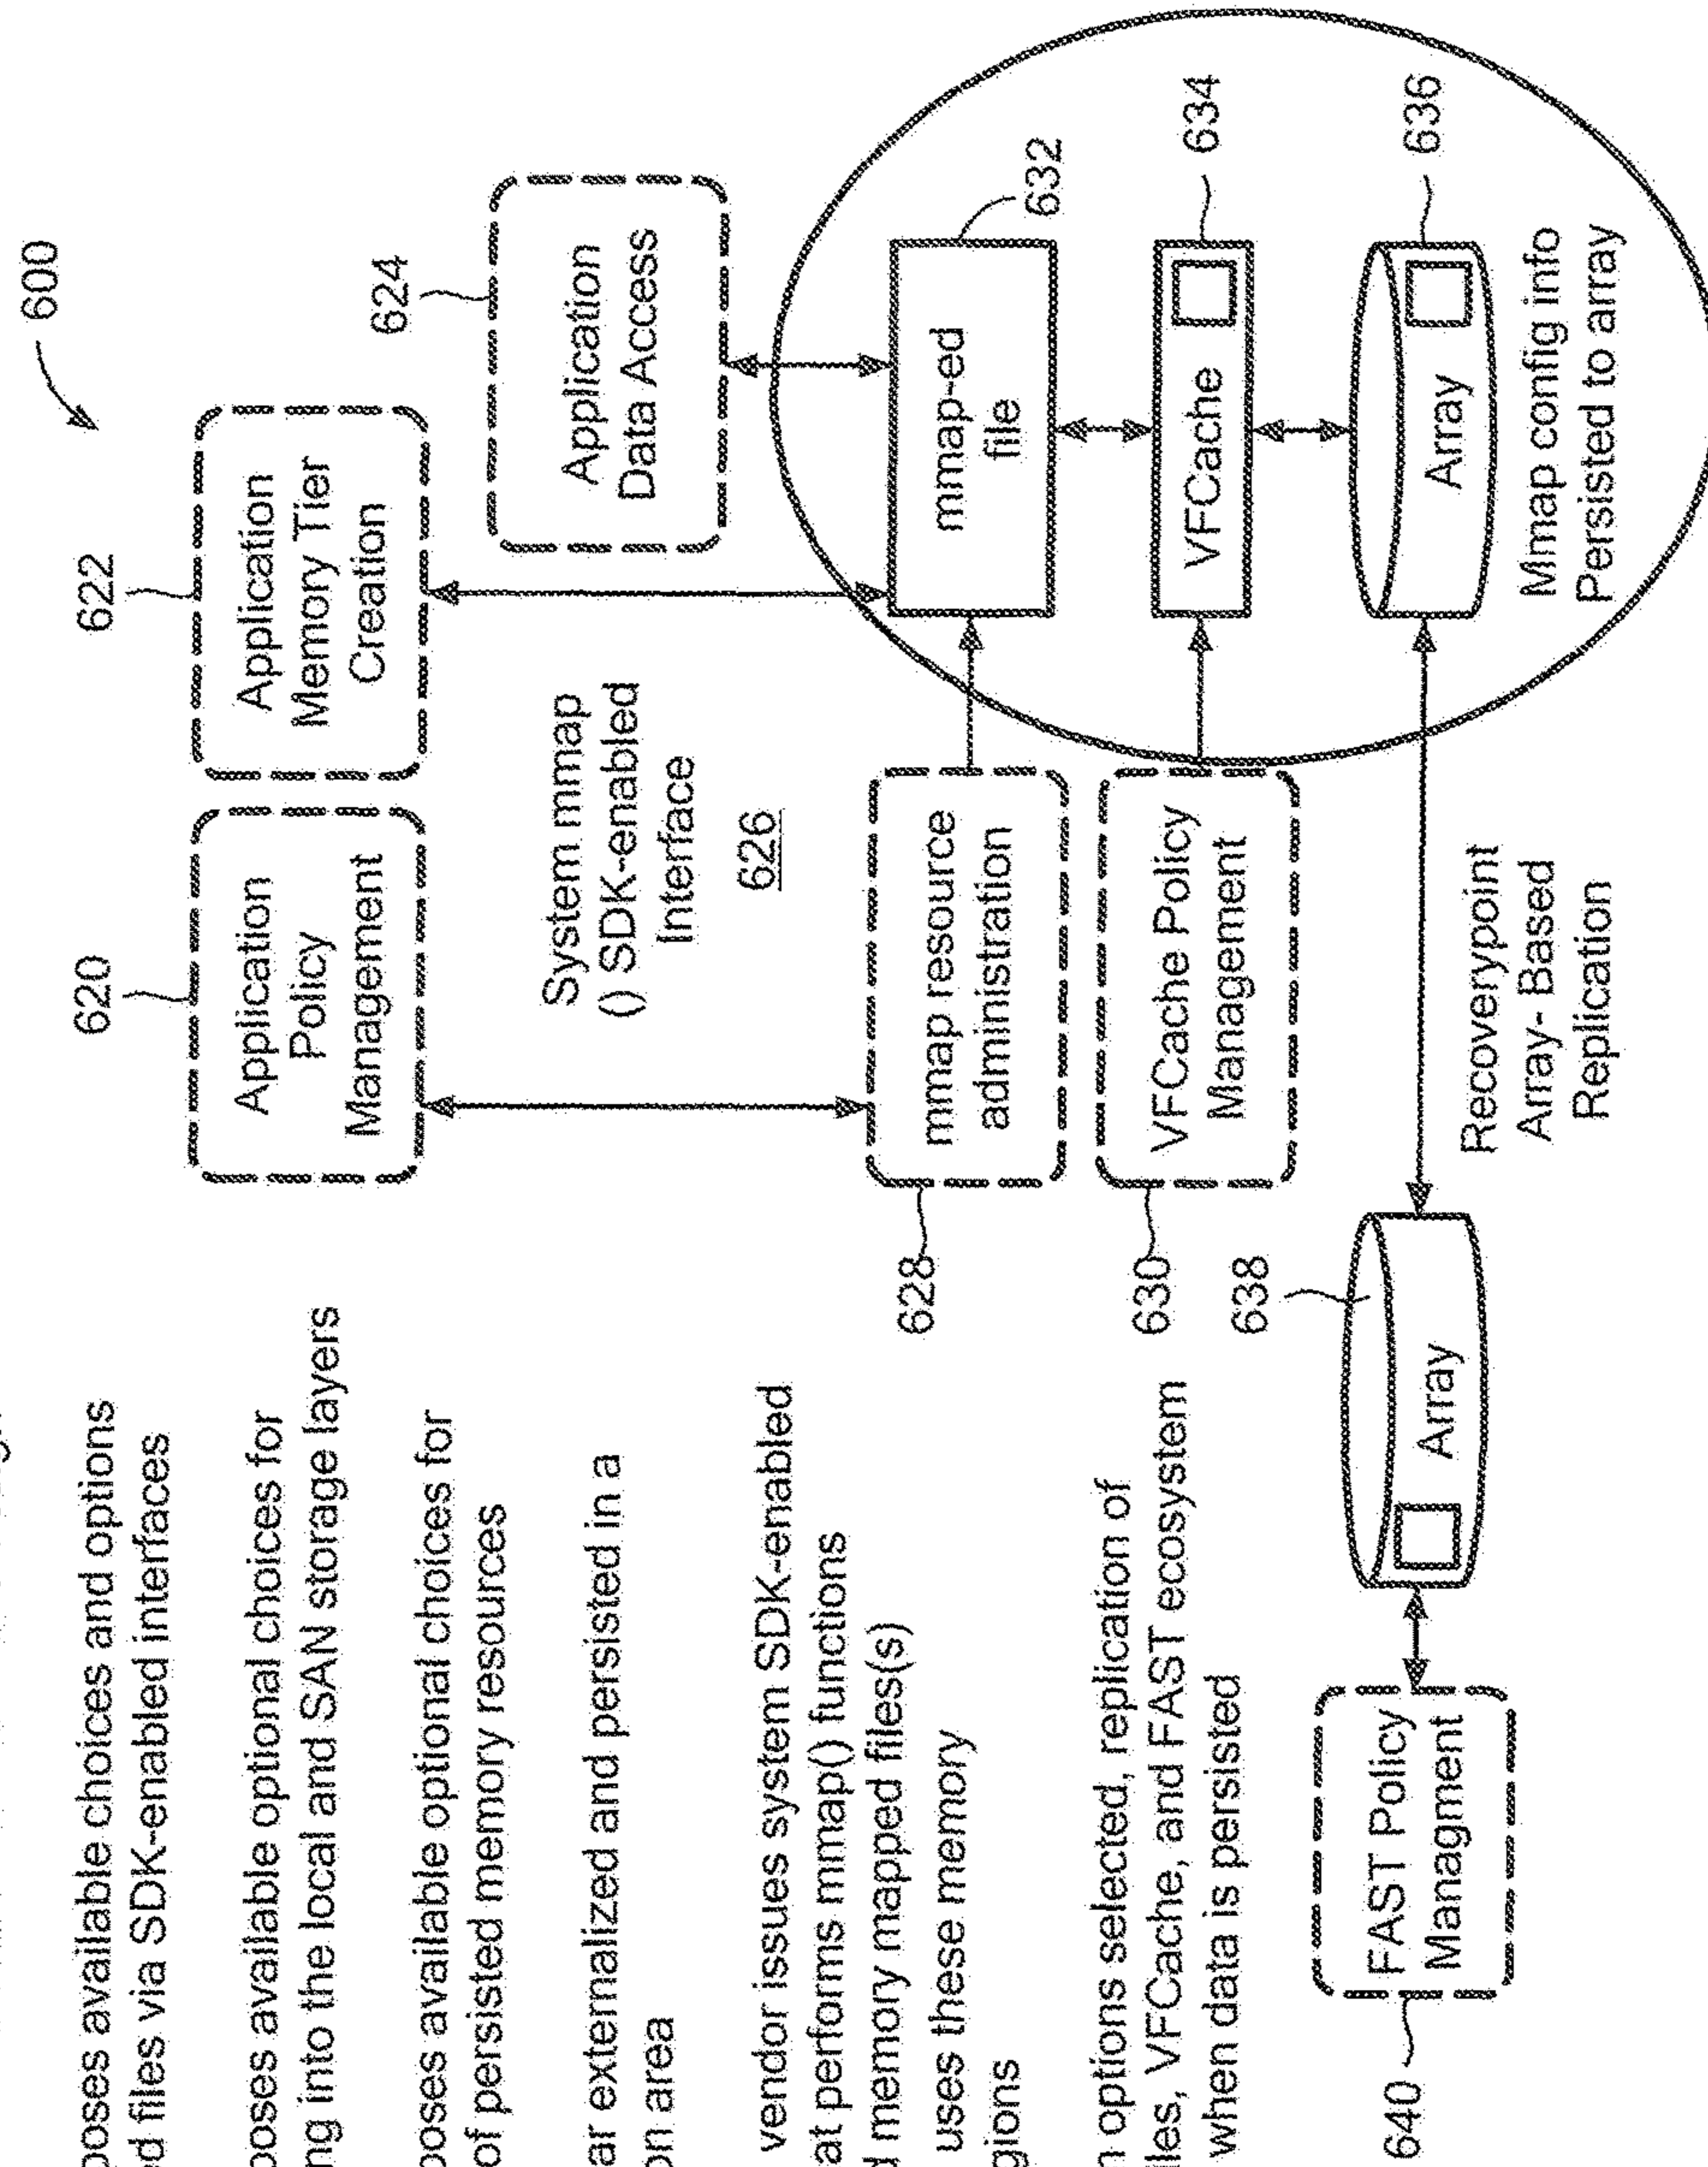 poses available choices and options
ed files via SDK-enabled interfaces
poses available optional choices for
ng into the local and SAN storage layers
poses available optional choices for
of persisted memory resources
ar externalized and persisted in a
on area
vendor issues system SDK-enabled
at performs mmap() functions
d memory mapped files(s)
uses these memory
gions
n options selected, replication of
iles, VFCache, and FAST ecosystem
when data is persisted
600
620
Application
Policy
Management
622
Application
Memory Tier
Creation
624
Application
Data Access
System mmap
() SDK-enabled
Interface
626
628
mmap resource
administration
630
VFCache Policy
Management
632
mmap-ed
file
634
VFCache
636
Array
Mmap config info
Persisted to array
638
Array
Recoverypoint
Array- Based
Replication
640
FAST Policy
Managment